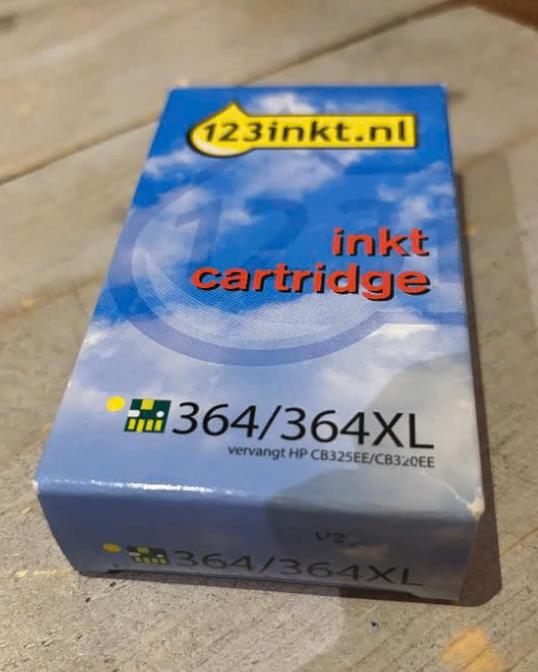 123inkt.nl
inkt
cartridge
364/364XL
vervangt HP CB325EE/CB320EE
364/364XL